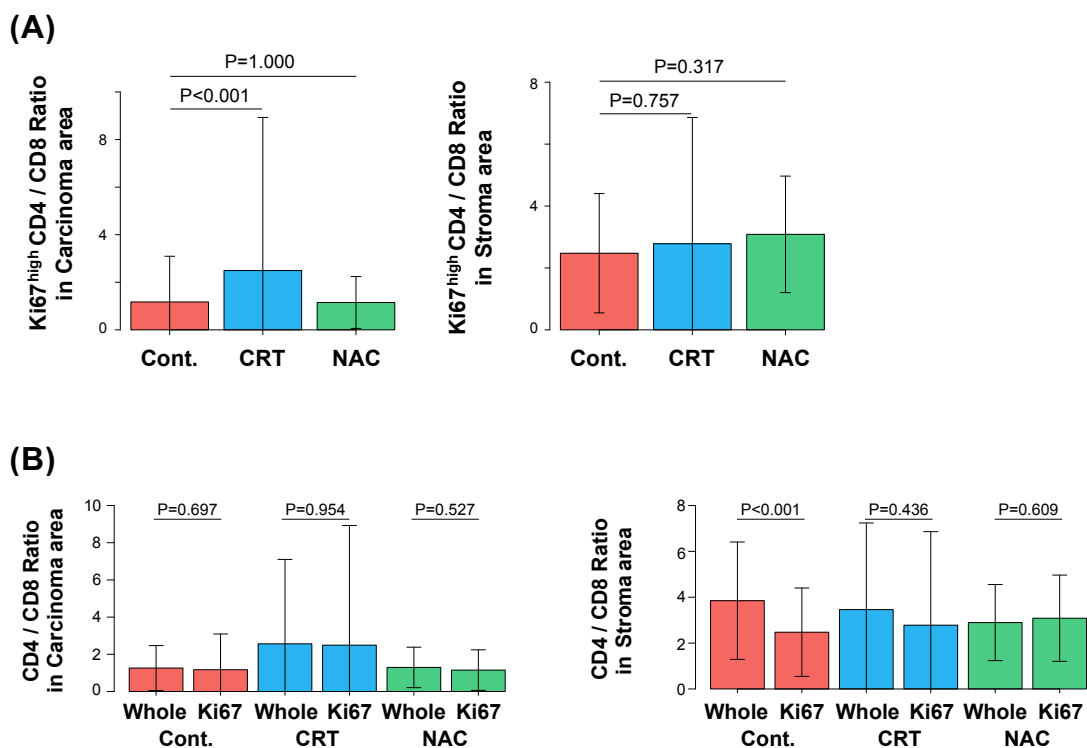 (A)
P=1.000
P<0.001
Ki67high CD4 / CD8 Ratio
in Carcinoma area
8
4
0
Cont. CRT NAC
P=0.317
P=0.757
Ki67high CD4 / CD8 Ratio
in Stroma area
8
4
0
Cont. CRT NAC
(B)
P=0.697 P=0.954 P=0.527
CD4 / CD8 Ratio
in Carcinoma area
10
8
6
4
2
0
Whole Ki67 Whole Ki67 Whole Ki67
Cont. CRT NAC
P<0.001 P=0.436 P=0.609
CD4 / CD8 Ratio
in Stroma area
8
6
4
2
0
Whole Ki67 Whole Ki67 Whole Ki67
Cont. CRT NAC